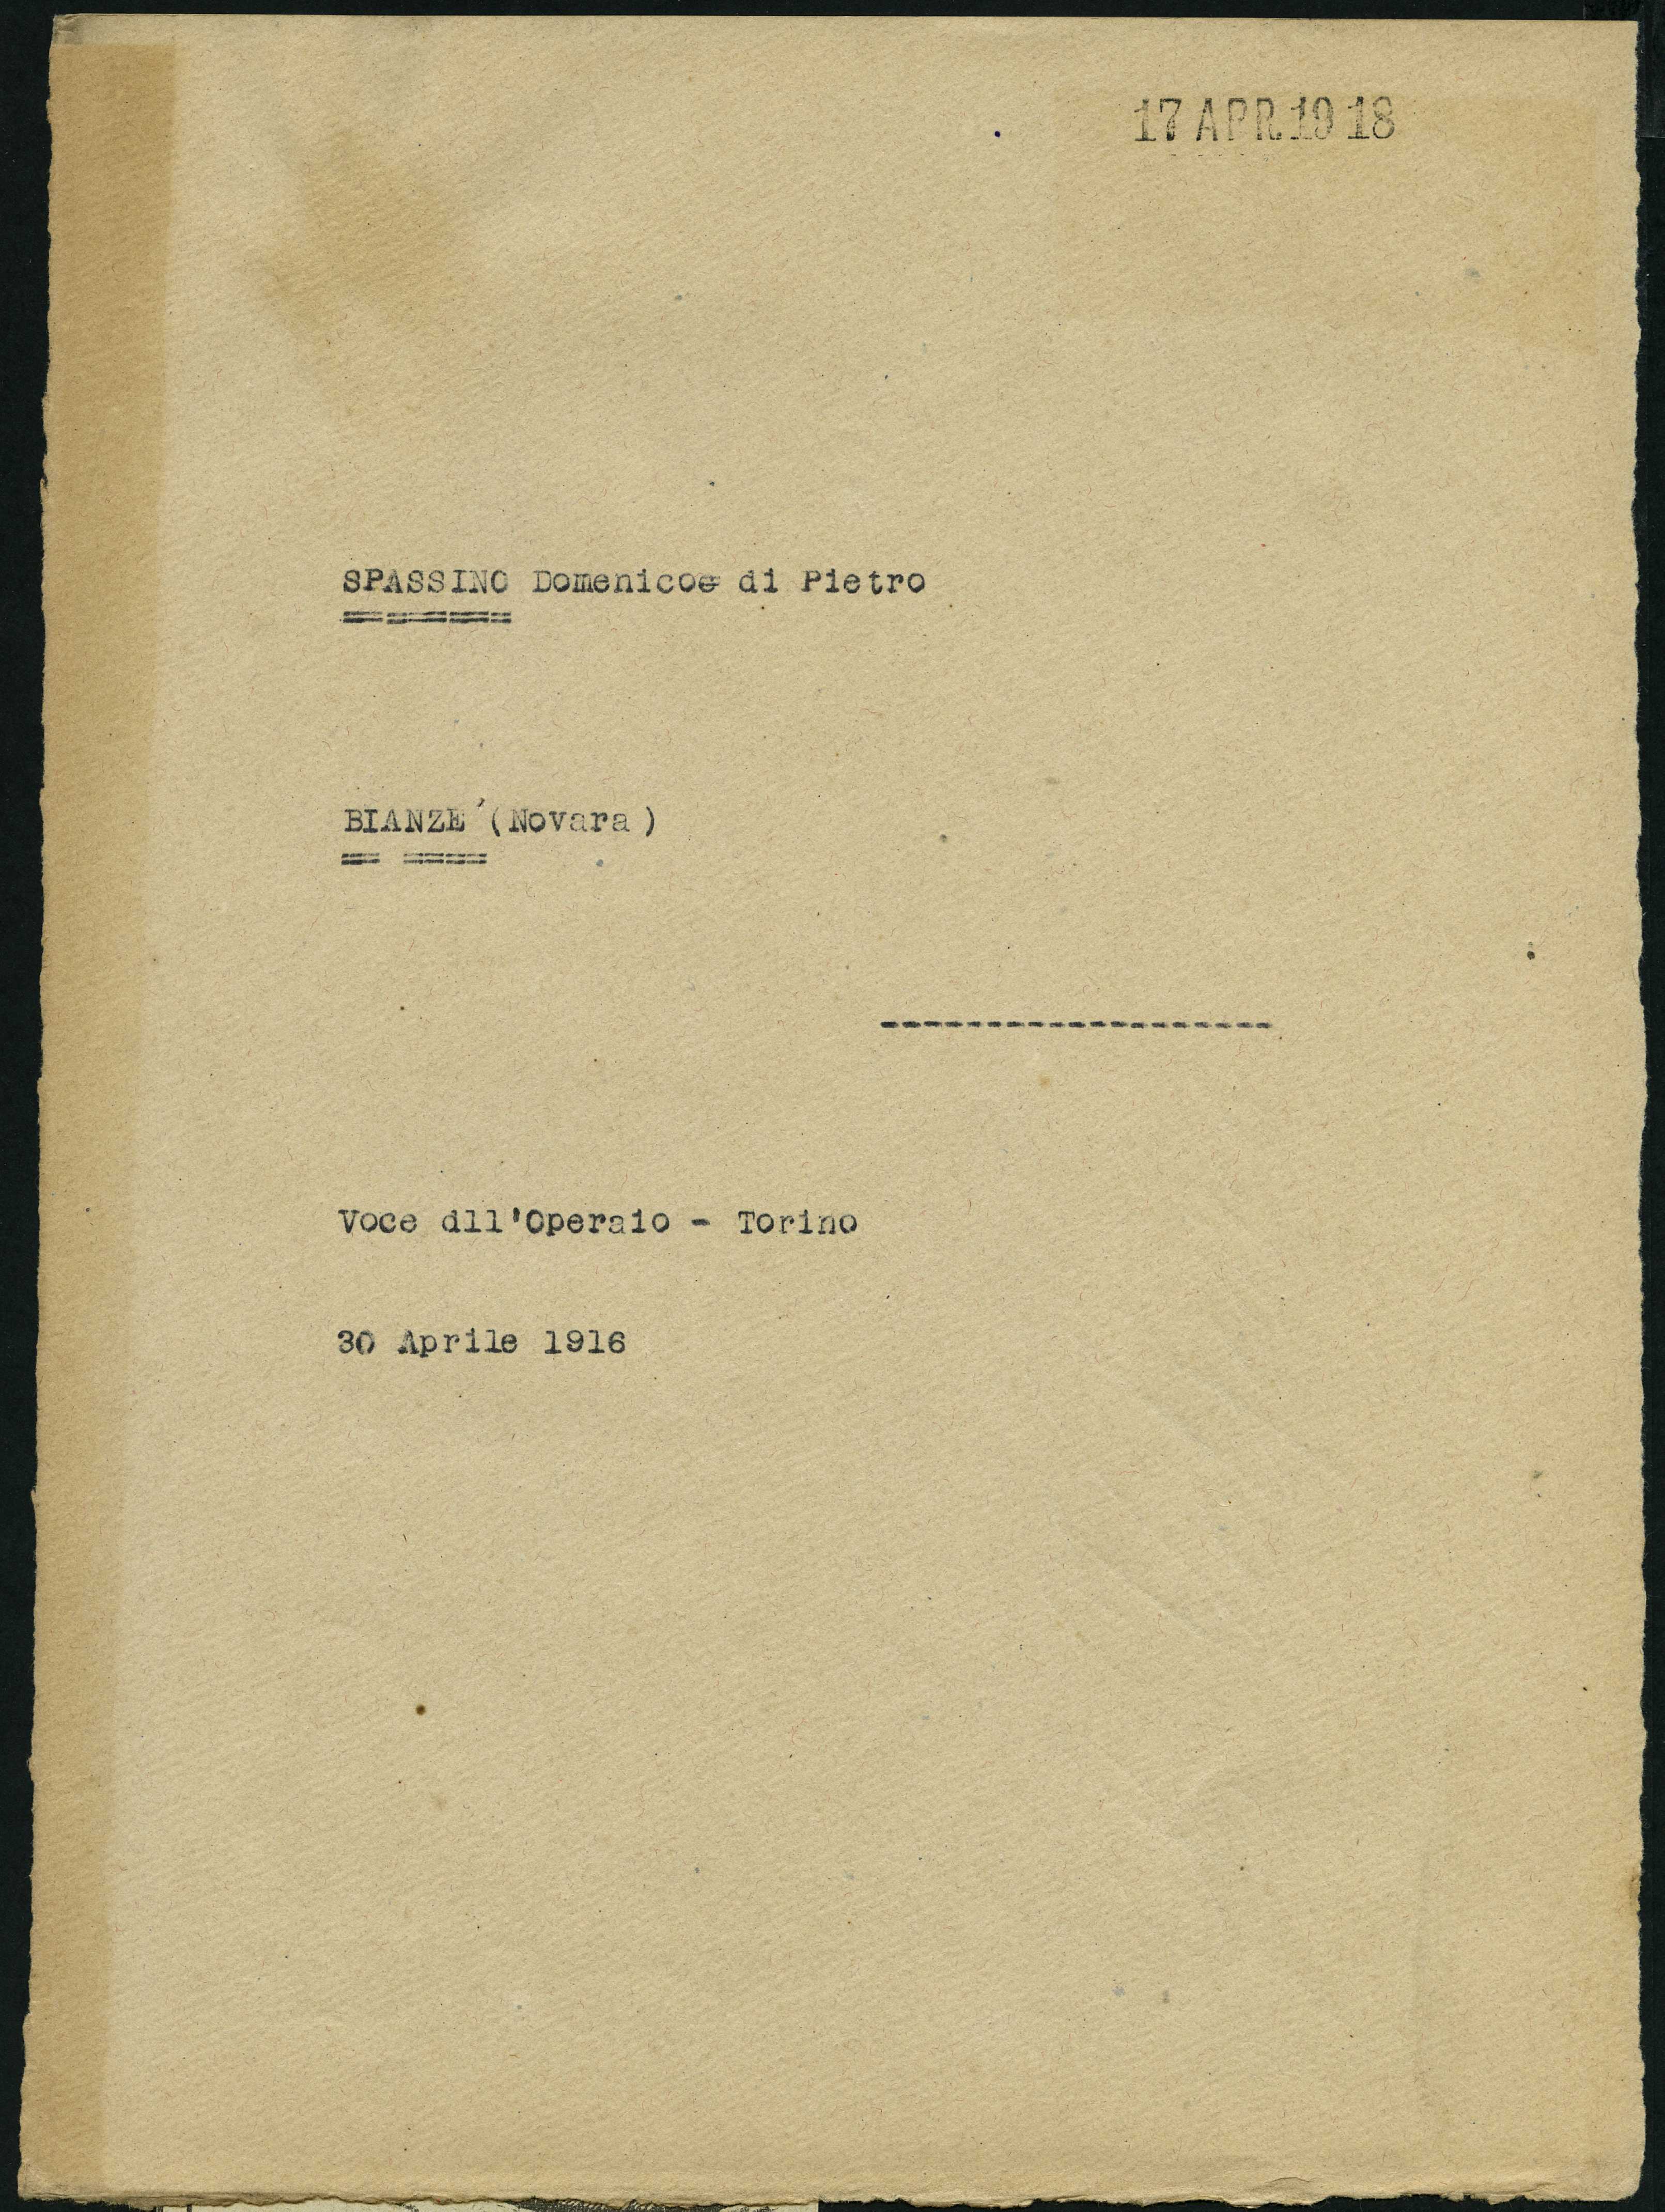 17 APR. 1918
SPASSINO Domenicoe di Pietro
BIANZE´(Novara)
-------------------
Voce dll'Operaio - Torino
30 Aprile 1916